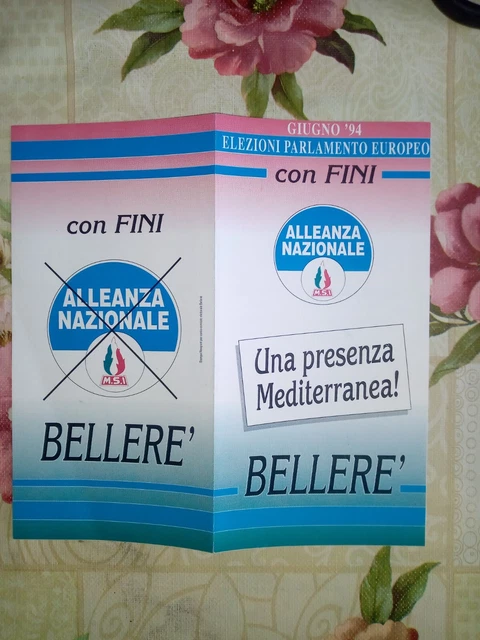 con FINI
ALLEANZA
NAZIONALE
M.S.I
BELLERE'
GIUGNO '94
ELEZIONI PARLAMENTO EUROPEO
con FINI
ALLEANZA
NAZIONALE
M.S.I
Una presenza
Mediterranea!
BELLERE'